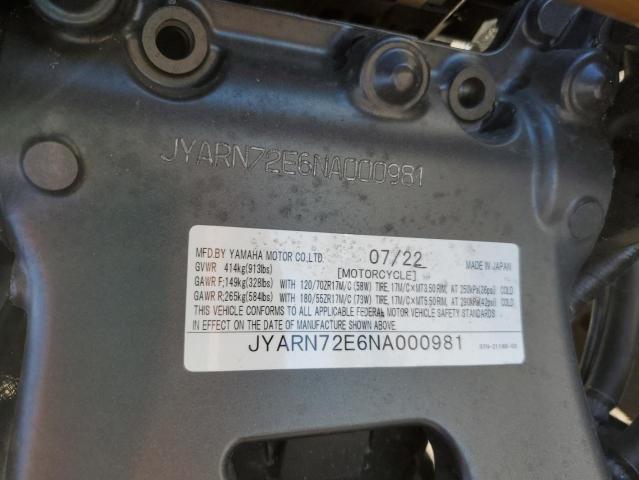 JYARN72E6NA000981
MFD.BY YAMAHA MOTOR CO.,LTD. 07/22 MADE IN JAPAN
GVWR 414kg(913lbs) [MOTORCYCLE]
GAWR F;149kg(328lbs) WITH 120/70ZR17M/C (58W) TIRE, 17M/C×MT3.50 RIM, AT 250kPa(36psi) COLD
GAWR R;265kg(584lbs) WITH 180/55ZR17M/C (73W) TIRE, 17M/C×MT5.50 RIM, AT 290kPa(42psi) COLD
THIS VEHICLE CONFORMS TO ALL APPLICABLE FEDERAL MOTOR VEHICLE SAFETY STANDARDS
IN EFFECT ON THE DATE OF MANUFACTURE SHOWN ABOVE.
JYARN72E6NA000981